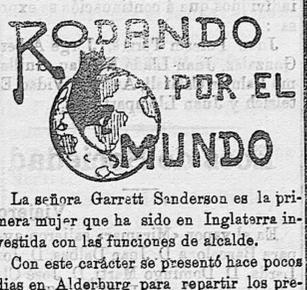 RODANDO
POR EL
MUNDO
La señora Garrett Sanderson es la pri-
mera mujer que ha sido en Inglaterra in-
vestida con las funciones de alcalde.
Con este carácter se presentó hace pocos
dias en Alderburg para repartir los pre-